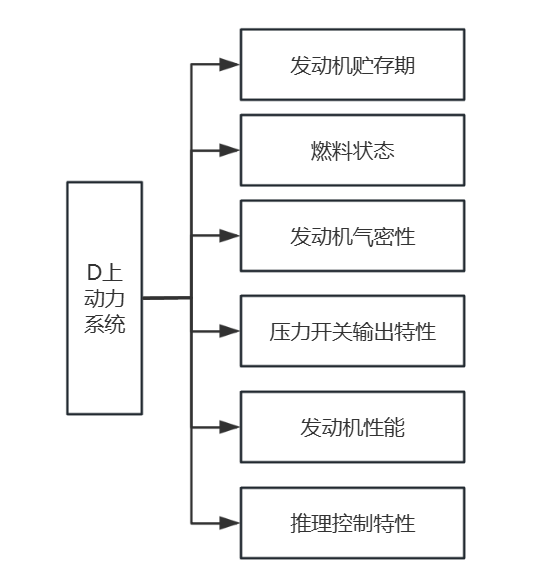 D上
动力
系统
发动机贮存期
燃料状态
发动机气密性
压力开关输出特性
发动机性能
推理控制特性